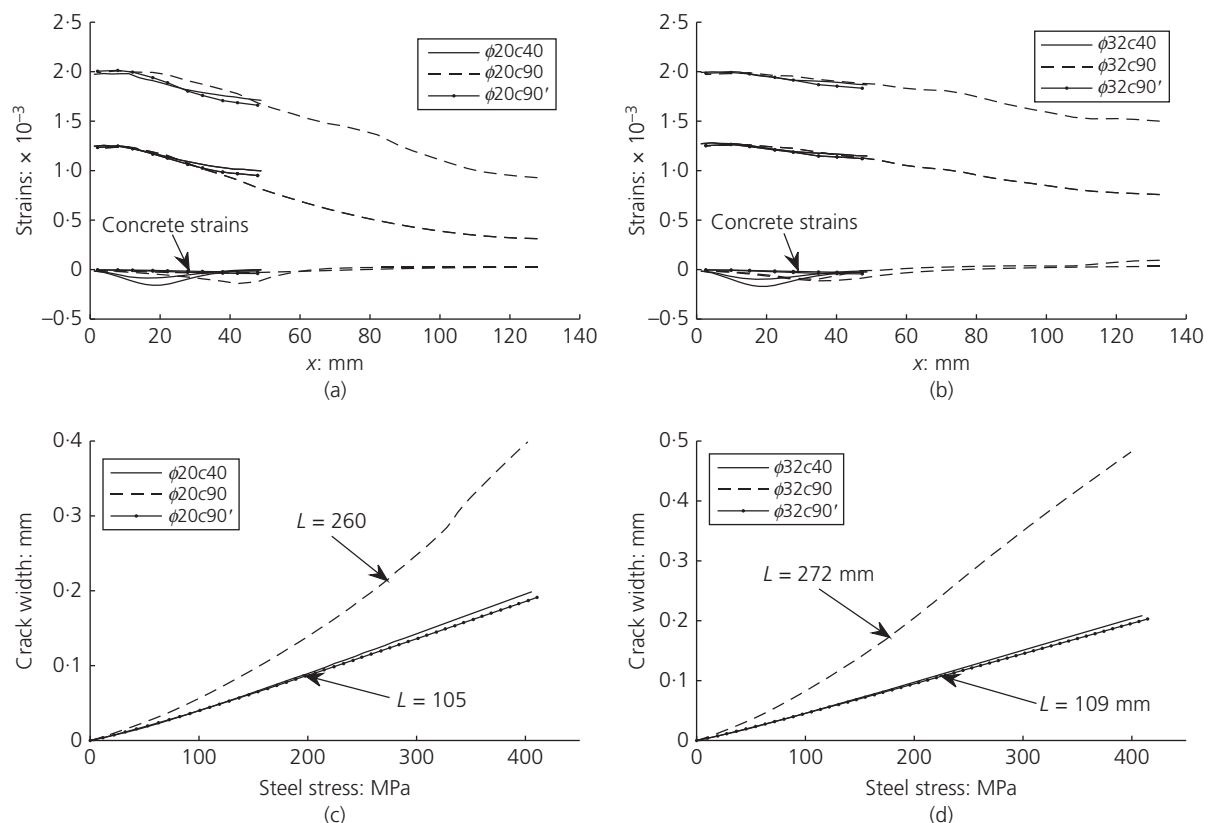 2·5
2·0
1·5
1·0
0·5
0
–0·5
Strains: × 10⁻³
ϕ20c40
ϕ20c90
ϕ20c90′
Concrete strains
0 20 40 60 80 100 120 140
x: mm
(a)
2·5
2·0
1·5
1·0
0·5
0
–0·5
Strains: × 10⁻³
ϕ32c40
ϕ32c90
ϕ32c90′
Concrete strains
0 20 40 60 80 100 120 140
x: mm
(b)
0·4
0·3
0·2
0·1
0
Crack width: mm
ϕ20c40
ϕ20c90
ϕ20c90′
L = 260
L = 105
0 100 200 300 400
Steel stress: MPa
(c)
0·5
0·4
0·3
0·2
0·1
0
Crack width: mm
ϕ32c40
ϕ32c90
ϕ32c90′
L = 272 mm
L = 109 mm
0 100 200 300 400
Steel stress: MPa
(d)